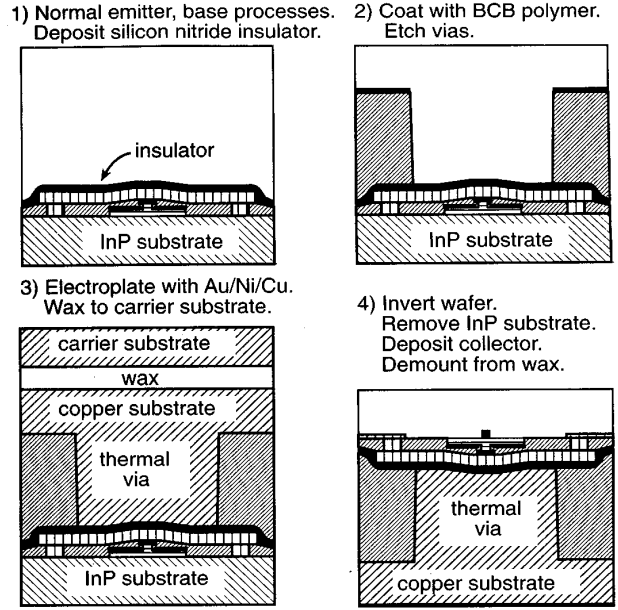 1) Normal emitter, base processes.
Deposit silicon nitride insulator.
insulator
InP substrate
2) Coat with BCB polymer.
Etch vias.
InP substrate
3) Electroplate with Au/Ni/Cu.
Wax to carrier substrate.
carrier substrate
wax
copper substrate
thermal
via
InP substrate
4) Invert wafer.
Remove InP substrate.
Deposit collector.
Demount from wax.
thermal
via
copper substrate